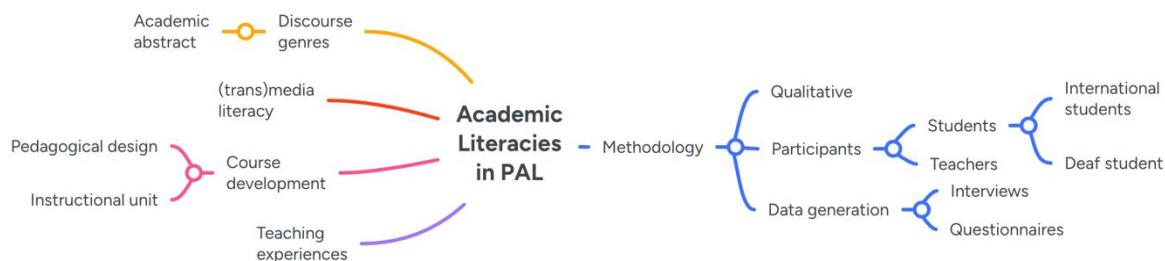 Academic
abstract
Discourse
genres
(trans)media
literacy
Pedagogical design
Instructional unit
Course
development
Teaching
experiences
Academic
Literacies
in PAL
Methodology
Qualitative
Participants
Students
International
students
Deaf student
Teachers
Data generation
Interviews
Questionnaires